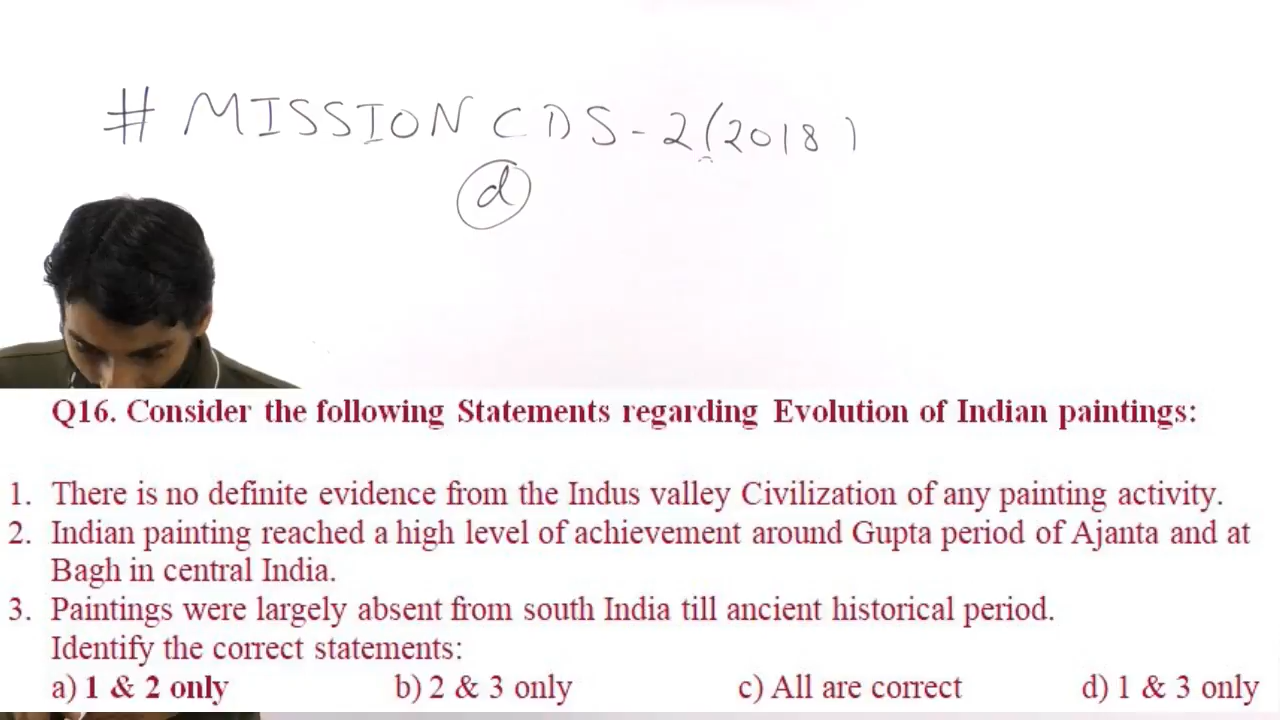 # MISSION CDS-2(2018)
d
Q16. Consider the following Statements regarding Evolution of Indian paintings:
1. There is no definite evidence from the Indus valley Civilization of any painting activity.
2. Indian painting reached a high level of achievement around Gupta period of Ajanta and at
Bagh in central India.
3. Paintings were largely absent from south India till ancient historical period.
Identify the correct statements:
a) 1 & 2 only b) 2 & 3 only c) All are correct d) 1 & 3 only